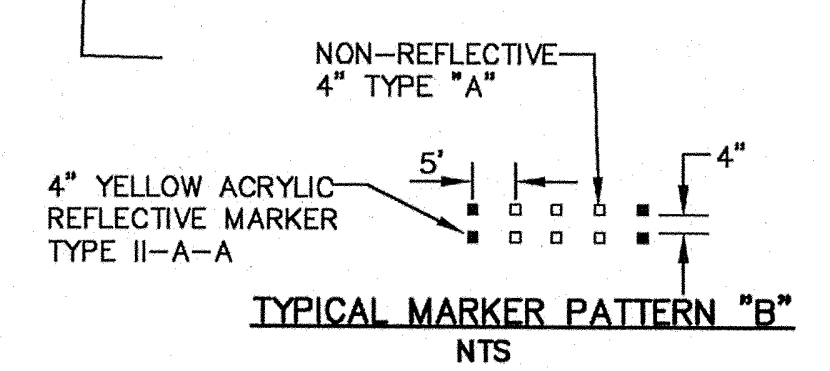 NON-REFLECTIVE
4" TYPE "A"
5'
4"
4" YELLOW ACRYLIC
REFLECTIVE MARKER
TYPE II-A-A
TYPICAL MARKER PATTERN "B"
NTS